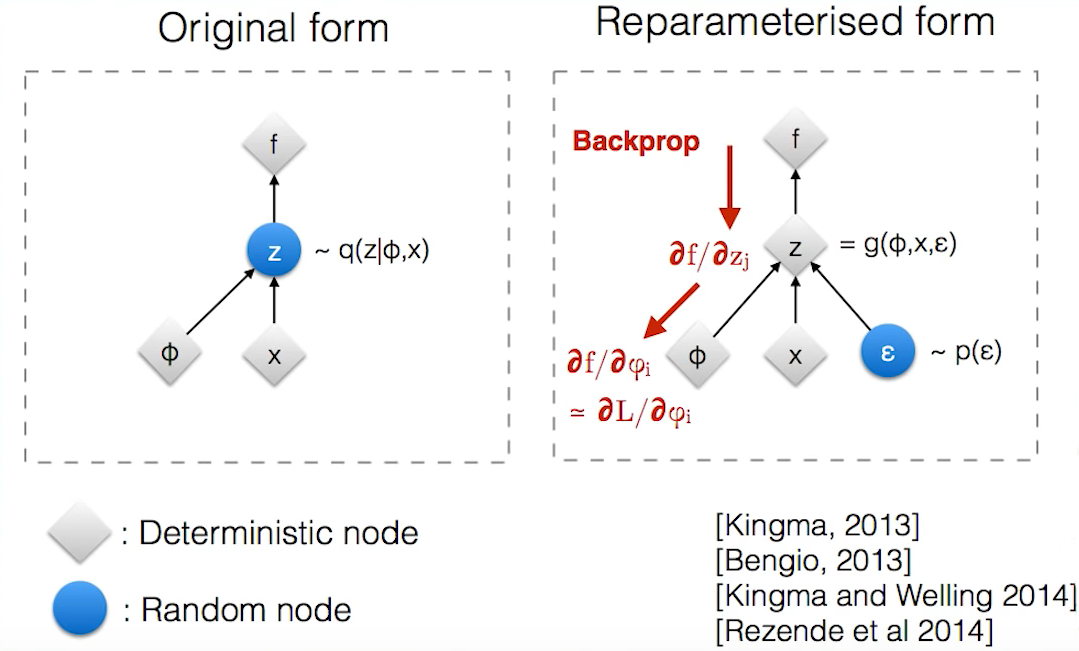 Original form
Reparameterised form
f
z
~ q(z|ϕ,x)
ϕ
x
Backprop
f
∂f/∂zⱼ
z
= g(ϕ,x,ε)
∂f/∂φᵢ
≃ ∂L/∂φᵢ
ϕ
x
ε
~ p(ε)
: Deterministic node
: Random node
[Kingma, 2013]
[Bengio, 2013]
[Kingma and Welling 2014]
[Rezende et al 2014]